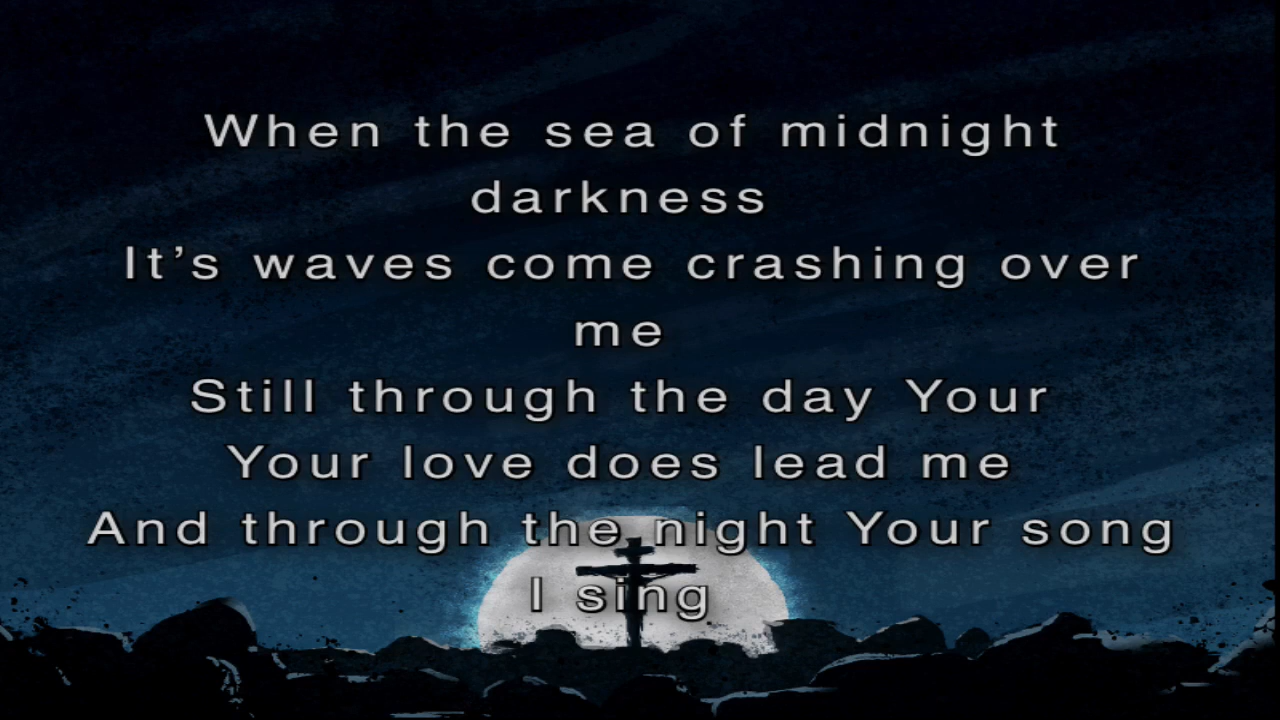 When the sea of midnight
darkness
It’s waves come crashing over
me
Still through the day Your
Your love does lead me
And through the night Your song
I sing